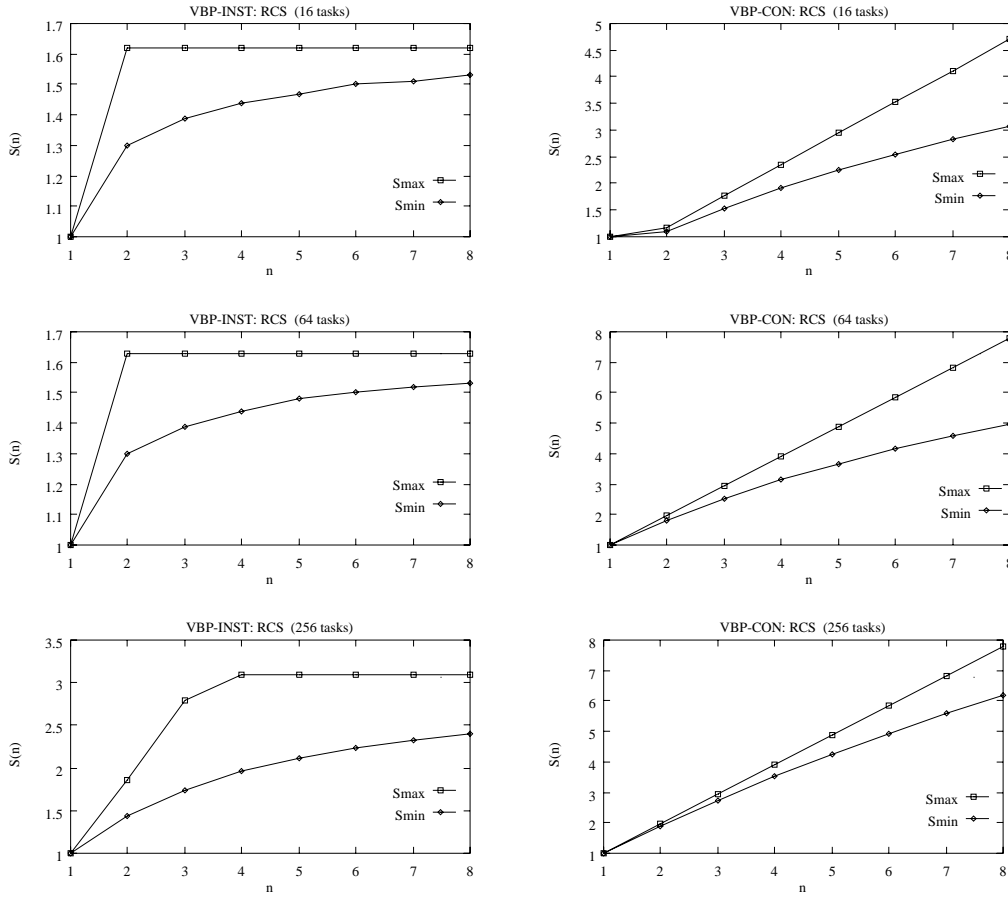 VBP-INST: RCS (16 tasks)
1.7
1.6
1.5
1.4
1.3
1.2
1.1
1
S(n)
Smax
Smin
1 2 3 4 5 6 7 8
n
VBP-CON: RCS (16 tasks)
5
4.5
4
3.5
3
2.5
2
1.5
1
S(n)
Smax
Smin
1 2 3 4 5 6 7 8
n
VBP-INST: RCS (64 tasks)
1.7
1.6
1.5
1.4
1.3
1.2
1.1
1
S(n)
Smax
Smin
1 2 3 4 5 6 7 8
n
VBP-CON: RCS (64 tasks)
8
7
6
5
4
3
2
1
S(n)
Smax
Smin
1 2 3 4 5 6 7 8
n
VBP-INST: RCS (256 tasks)
3.5
3
2.5
2
1.5
1
S(n)
Smax
Smin
1 2 3 4 5 6 7 8
n
VBP-CON: RCS (256 tasks)
8
7
6
5
4
3
2
1
S(n)
Smax
Smin
1 2 3 4 5 6 7 8
n